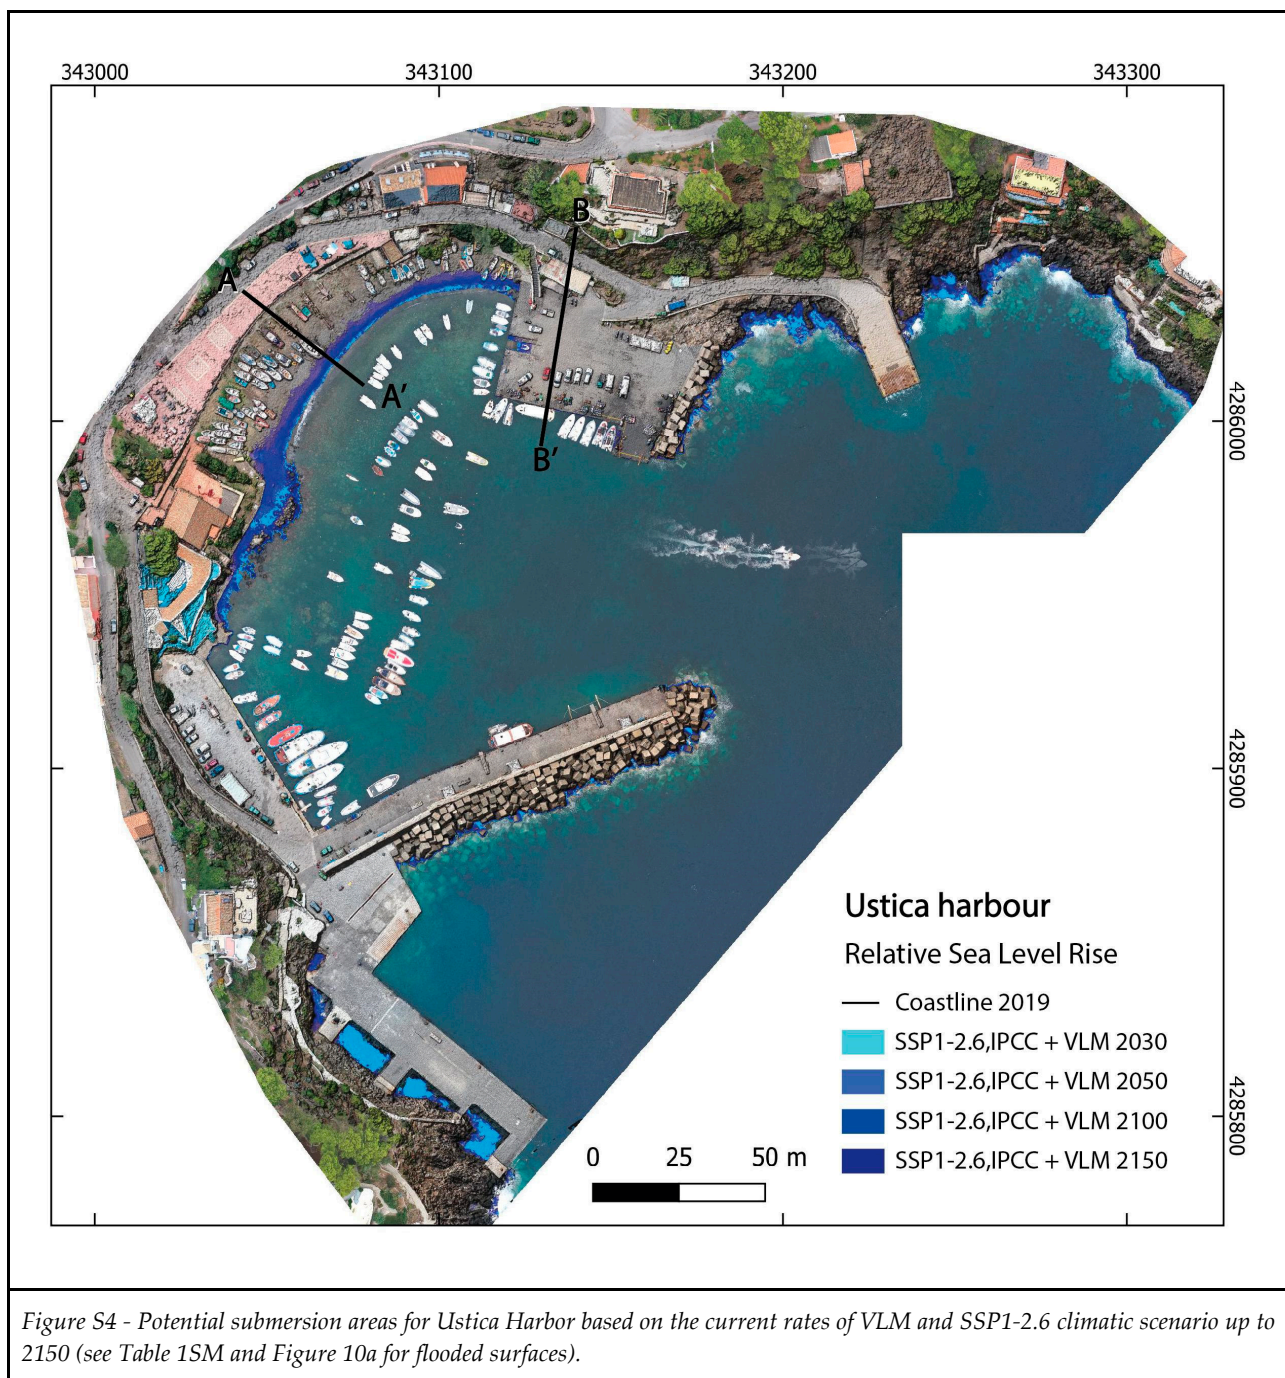 343000 343100 343200 343300
B
A
A'
B'
4286000
4285900
4285800
Ustica harbour
Relative Sea Level Rise
Coastline 2019
SSP1-2.6,IPCC + VLM 2030
SSP1-2.6,IPCC + VLM 2050
SSP1-2.6,IPCC + VLM 2100
SSP1-2.6,IPCC + VLM 2150
0 25 50 m
Figure S4 - Potential submersion areas for Ustica Harbor based on the current rates of VLM and SSP1-2.6 climatic scenario up to
2150 (see Table 1SM and Figure 10a for flooded surfaces).